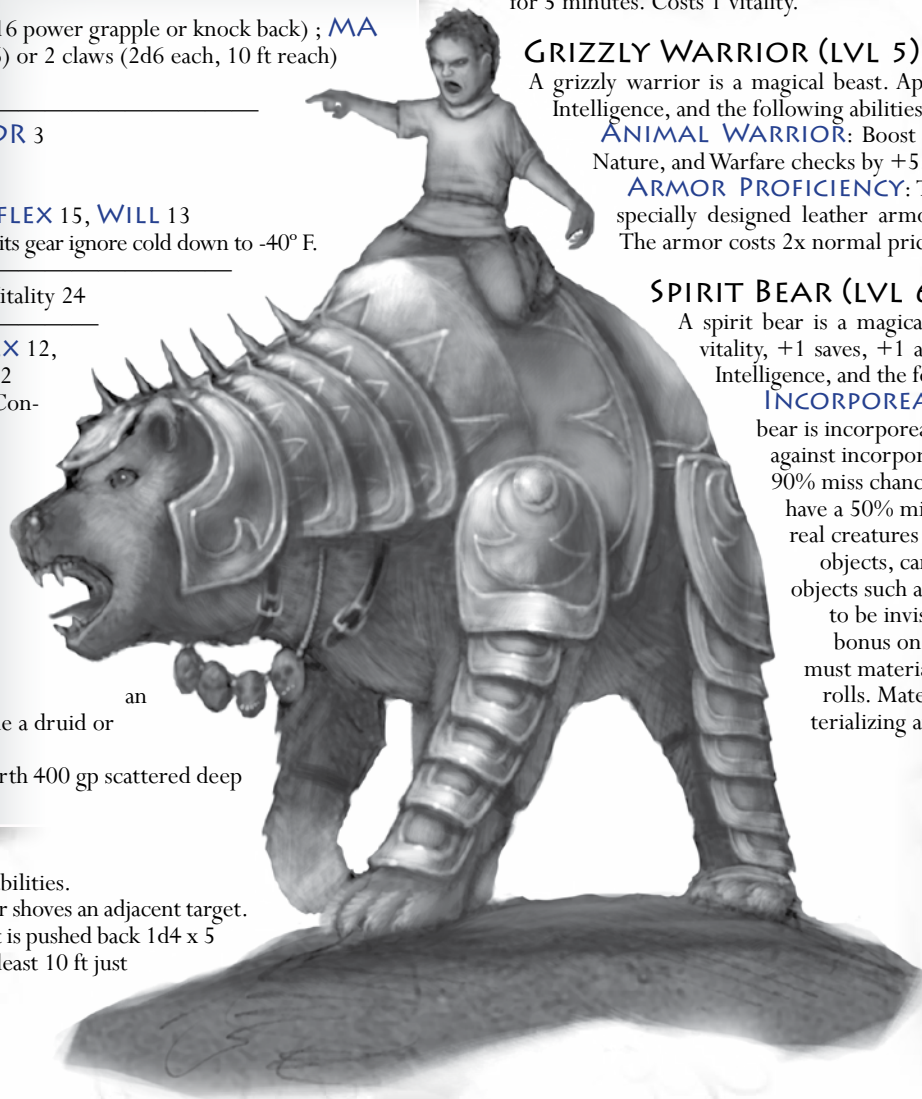 16 power grapple or knock back) ; MA
) or 2 claws (2d6 each, 10 ft reach)
DR 3
FLEX 15, WILL 13
its gear ignore cold down to -40º F.
itality 24
EX 12,
2
Con-
an
e a druid or
rth 400 gp scattered deep
bilities.
r shoves an adjacent target.
t is pushed back 1d4 x 5
least 10 ft just
for 5 minutes. Costs 1 vitality.
GRIZZLY WARRIOR (LVL 5)
A grizzly warrior is a magical beast. Ap
Intelligence, and the following abilities
ANIMAL WARRIOR: Boost
Nature, and Warfare checks by +5
ARMOR PROFICIENCY: T
specially designed leather armo
The armor costs 2x normal pric
SPIRIT BEAR (LVL 6
A spirit bear is a magica
vitality, +1 saves, +1 a
Intelligence, and the fo
INCORPOREA
bear is incorporea
against incorpor
90% miss chanc
have a 50% mi
real creatures
objects, can
objects such a
to be invis
bonus on
must materia
rolls. Mate
terializing a